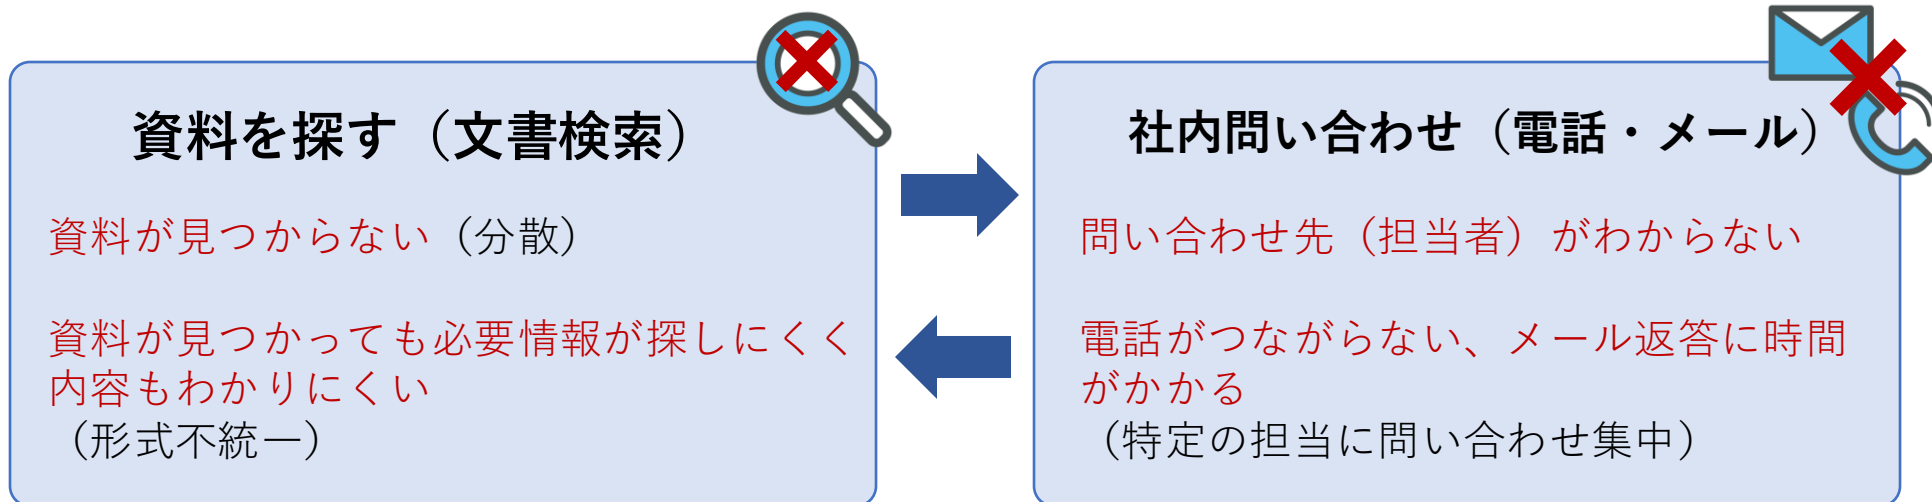 資料を探す（文書検索）
資料が見つからない（分散）
資料が見つかっても必要情報が探しにくく
内容もわかりにくい
（形式不統一）
社内問い合わせ（電話・メール）
問い合わせ先（担当者）がわからない
電話がつながらない、メール返答に時間
がかかる
（特定の担当に問い合わせ集中）